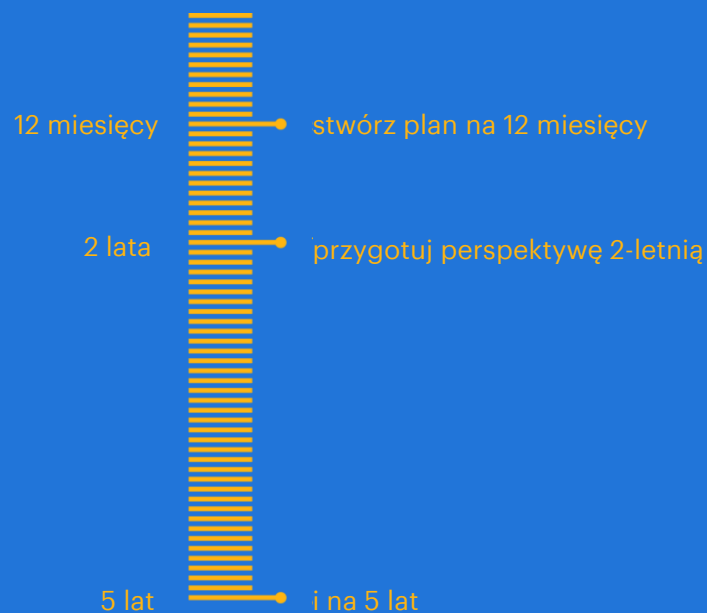 12 miesięcy stwórz plan na 12 miesięcy
2 lata przygotuj perspektywę 2-letnią
5 lat i na 5 lat